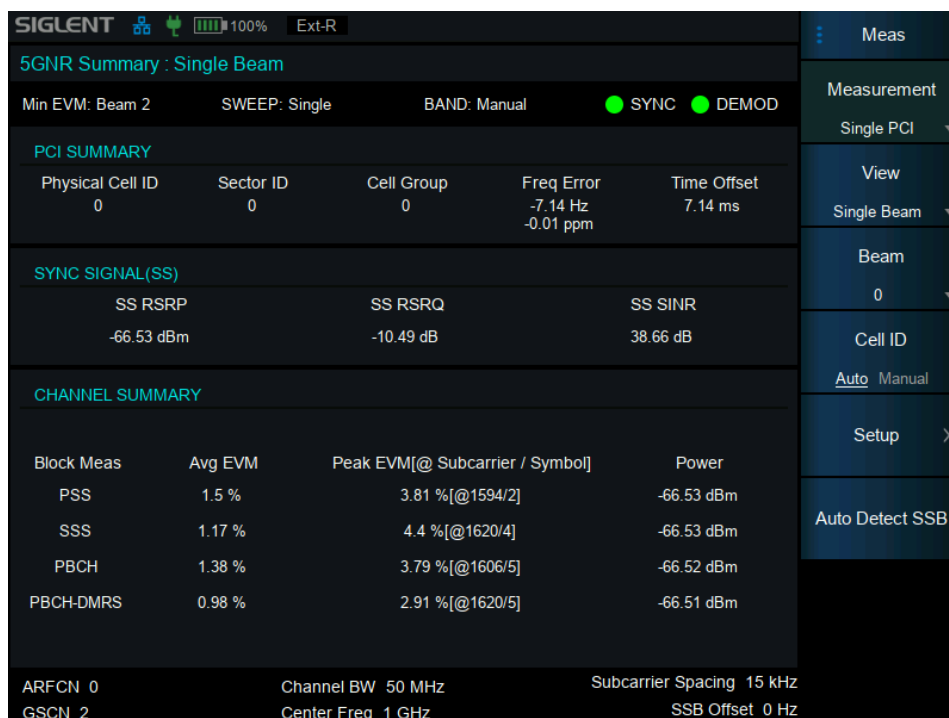 SIGLENT 100% Ext-R
5GNR Summary : Single Beam
Min EVM: Beam 2 SWEEP: Single BAND: Manual SYNC DEMOD
PCI SUMMARY
Physical Cell ID Sector ID Cell Group Freq Error Time Offset
0 0 0 -7.14 Hz 7.14 ms
-0.01 ppm
SYNC SIGNAL(SS)
SS RSRP SS RSRQ SS SINR
-66.53 dBm -10.49 dB 38.66 dB
CHANNEL SUMMARY
Block Meas Avg EVM Peak EVM[@ Subcarrier / Symbol] Power
PSS 1.5 % 3.81 %[@1594/2] -66.53 dBm
SSS 1.17 % 4.4 %[@1620/4] -66.53 dBm
PBCH 1.38 % 3.79 %[@1606/5] -66.52 dBm
PBCH-DMRS 0.98 % 2.91 %[@1620/5] -66.51 dBm
ARFCN 0 Channel BW 50 MHz Subcarrier Spacing 15 kHz
GSCN 2 Center Freq 1 GHz SSB Offset 0 Hz
Meas
Measurement
Single PCI
View
Single Beam
Beam
0
Cell ID
Auto Manual
Setup
Auto Detect SSB